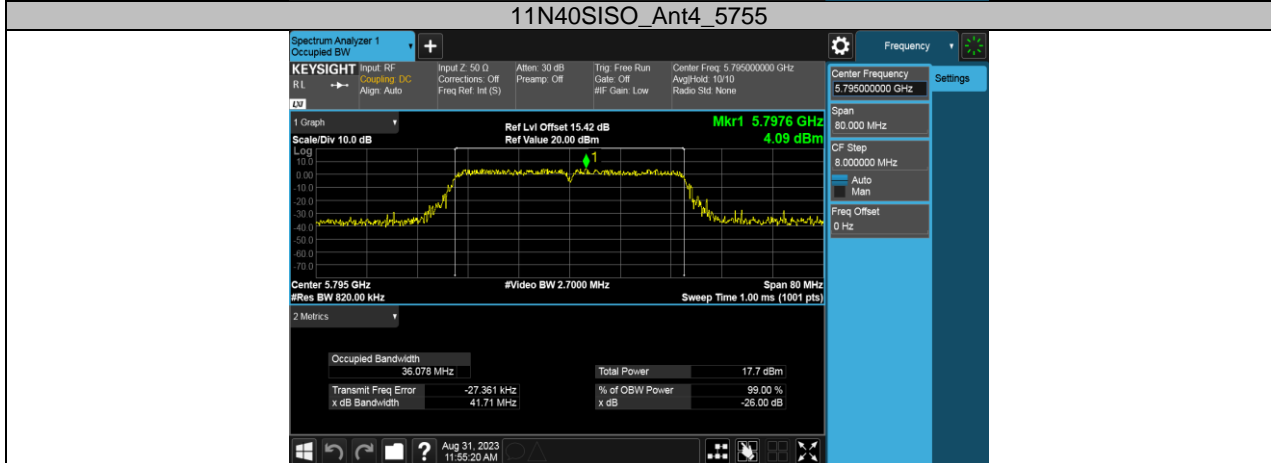 11N40SISO_Ant4_5755
Spectrum Analyzer 1
Occupied BW
+
Frequency
KEYSIGHT
RL
Input: RF
Coupling: DC
Align: Auto
Input Z: 50 Ω
Corrections: Off
Freq Ref: Int (S)
Atten: 30 dB
Preamp: Off
Trig: Free Run
Gate: Off
#IF Gain: Low
Center Freq: 5.795000000 GHz
Avg|Hold: 10/10
Radio Std: None
LXI
Center Frequency
5.795000000 GHz
Settings
Span
80.000 MHz
CF Step
8.000000 MHz
Auto
Man
Freq Offset
0 Hz
1 Graph
Scale/Div 10.0 dB
Ref Lvl Offset 15.42 dB
Ref Value 20.00 dBm
Mkr1 5.7976 GHz
4.09 dBm
Log
10.0
0.00
-10.0
-20.0
-30.0
-40.0
-50.0
-60.0
-70.0
1
Center 5.795 GHz
#Video BW 2.7000 MHz
Span 80 MHz
#Res BW 820.00 kHz
Sweep Time 1.00 ms (1001 pts)
2 Metrics
Occupied Bandwidth
36.078 MHz
Total Power 17.7 dBm
Transmit Freq Error -27.361 kHz
% of OBW Power 99.00 %
x dB Bandwidth 41.71 MHz
x dB -26.00 dB
?
Aug 31, 2023
11:55:20 AM